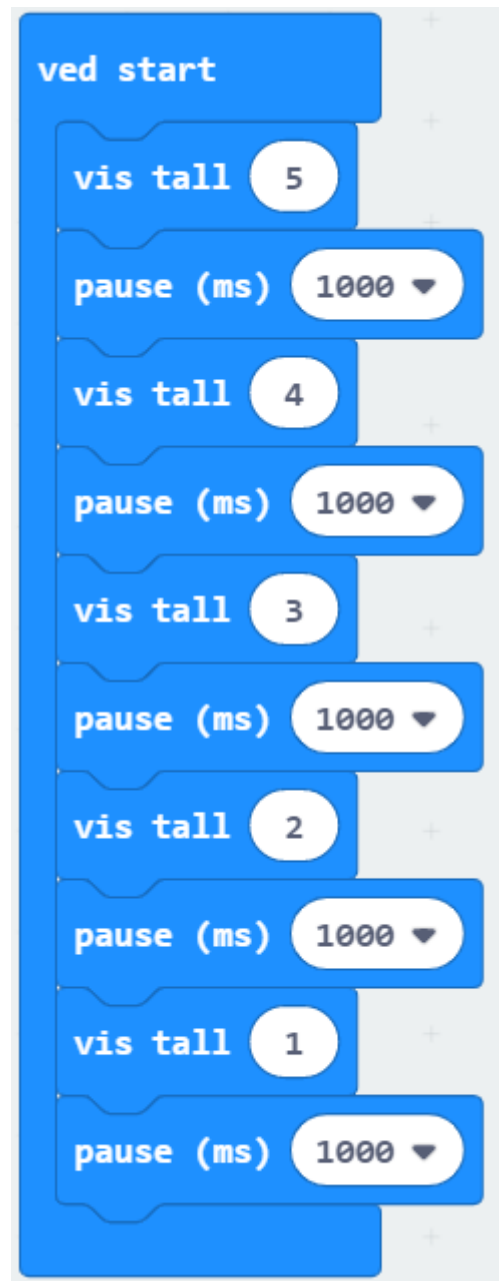 ved start
vis tall 5
pause (ms) 1000
vis tall 4
pause (ms) 1000
vis tall 3
pause (ms) 1000
vis tall 2
pause (ms) 1000
vis tall 1
pause (ms) 1000